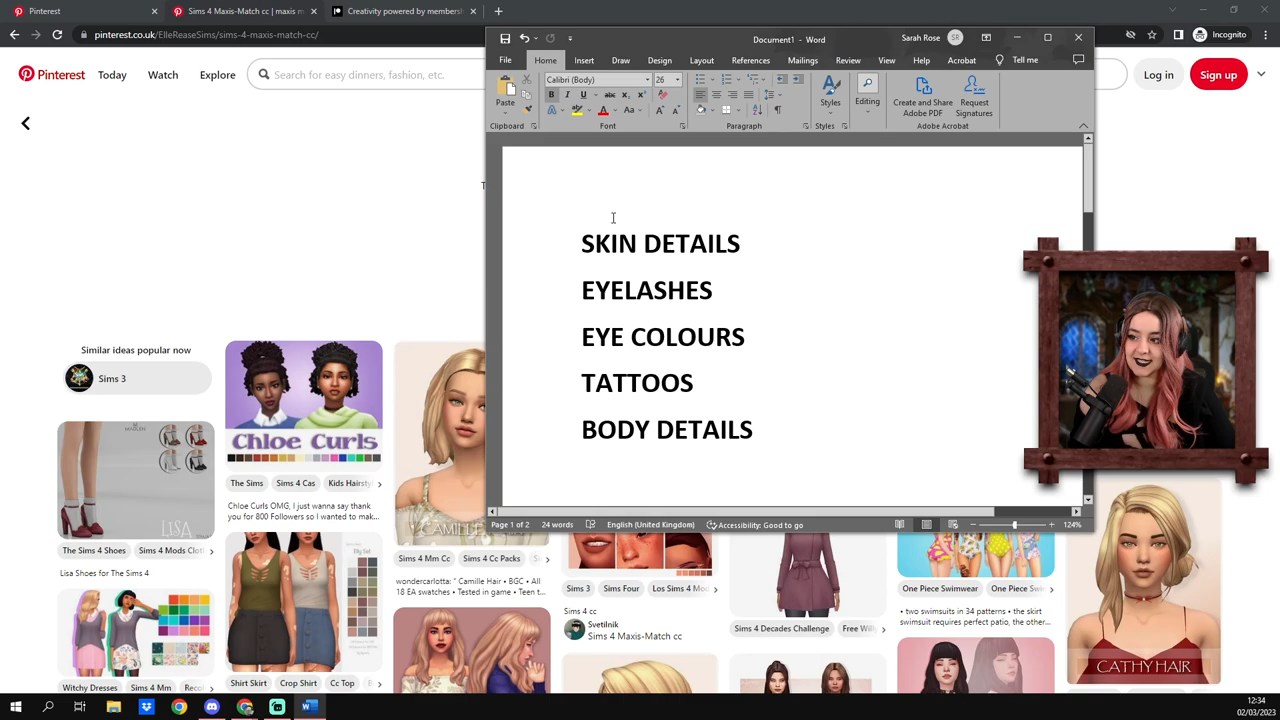 Pinterest
Sims 4 Maxis-Match cc | maxis m
Creativity powered by membersh
pinterest.co.uk/ElleReaseSims/sims-4-maxis-match-cc/
Incognito
Pinterest
Today
Watch
Explore
Search for easy dinners, fashion, etc.
Log in
Sign up
Document1 - Word
Sarah Rose
SR
File
Home
Insert
Draw
Design
Layout
References
Mailings
Review
View
Help
Acrobat
Tell me
Paste
Calibri (Body)
26
Styles
Editing
Create and Share
Adobe PDF
Request
Signatures
Clipboard
Font
Paragraph
Styles
Adobe Acrobat
SKIN DETAILS
EYELASHES
EYE COLOURS
TATTOOS
BODY DETAILS
Page 1 of 2
24 words
English (United Kingdom)
Accessibility: Good to go
124%
Similar ideas popular now
Sims 3
LISA
The Sims 4 Shoes
Sims 4 Mods Clot
Lisa Shoes for The Sims 4
Witchy Dresses
Sims 4 Mm
Recol
Chloe Curls
The Sims
Sims 4 Cas
Kids Hairsty
Chloe Curls OMG, I just wanna say thank
you for 800 Followers so I wanted to mak...
Shirt Skirt
Crop Shirt
Cc Top
CAMILLE
Sims 4 Mm Cc
Sims 4 Cc Packs
wondercarlotta: " Camille Hair • BGC • All
18 EA swatches • Tested in game • Teen t...
Sims 3
Sims Four
Los Sims 4 Mo
Sims 4 cc
Svetilnik
Sims 4 Maxis-Match cc
Sims 4 Decades Challenge
Free Will
One Piece Swimwear
One Piece Swi
• two swimsuits in 34 patterns • the skirt
swimsuit requires perfect patio, the other...
CATHY HAIR
12:34
02/03/2023